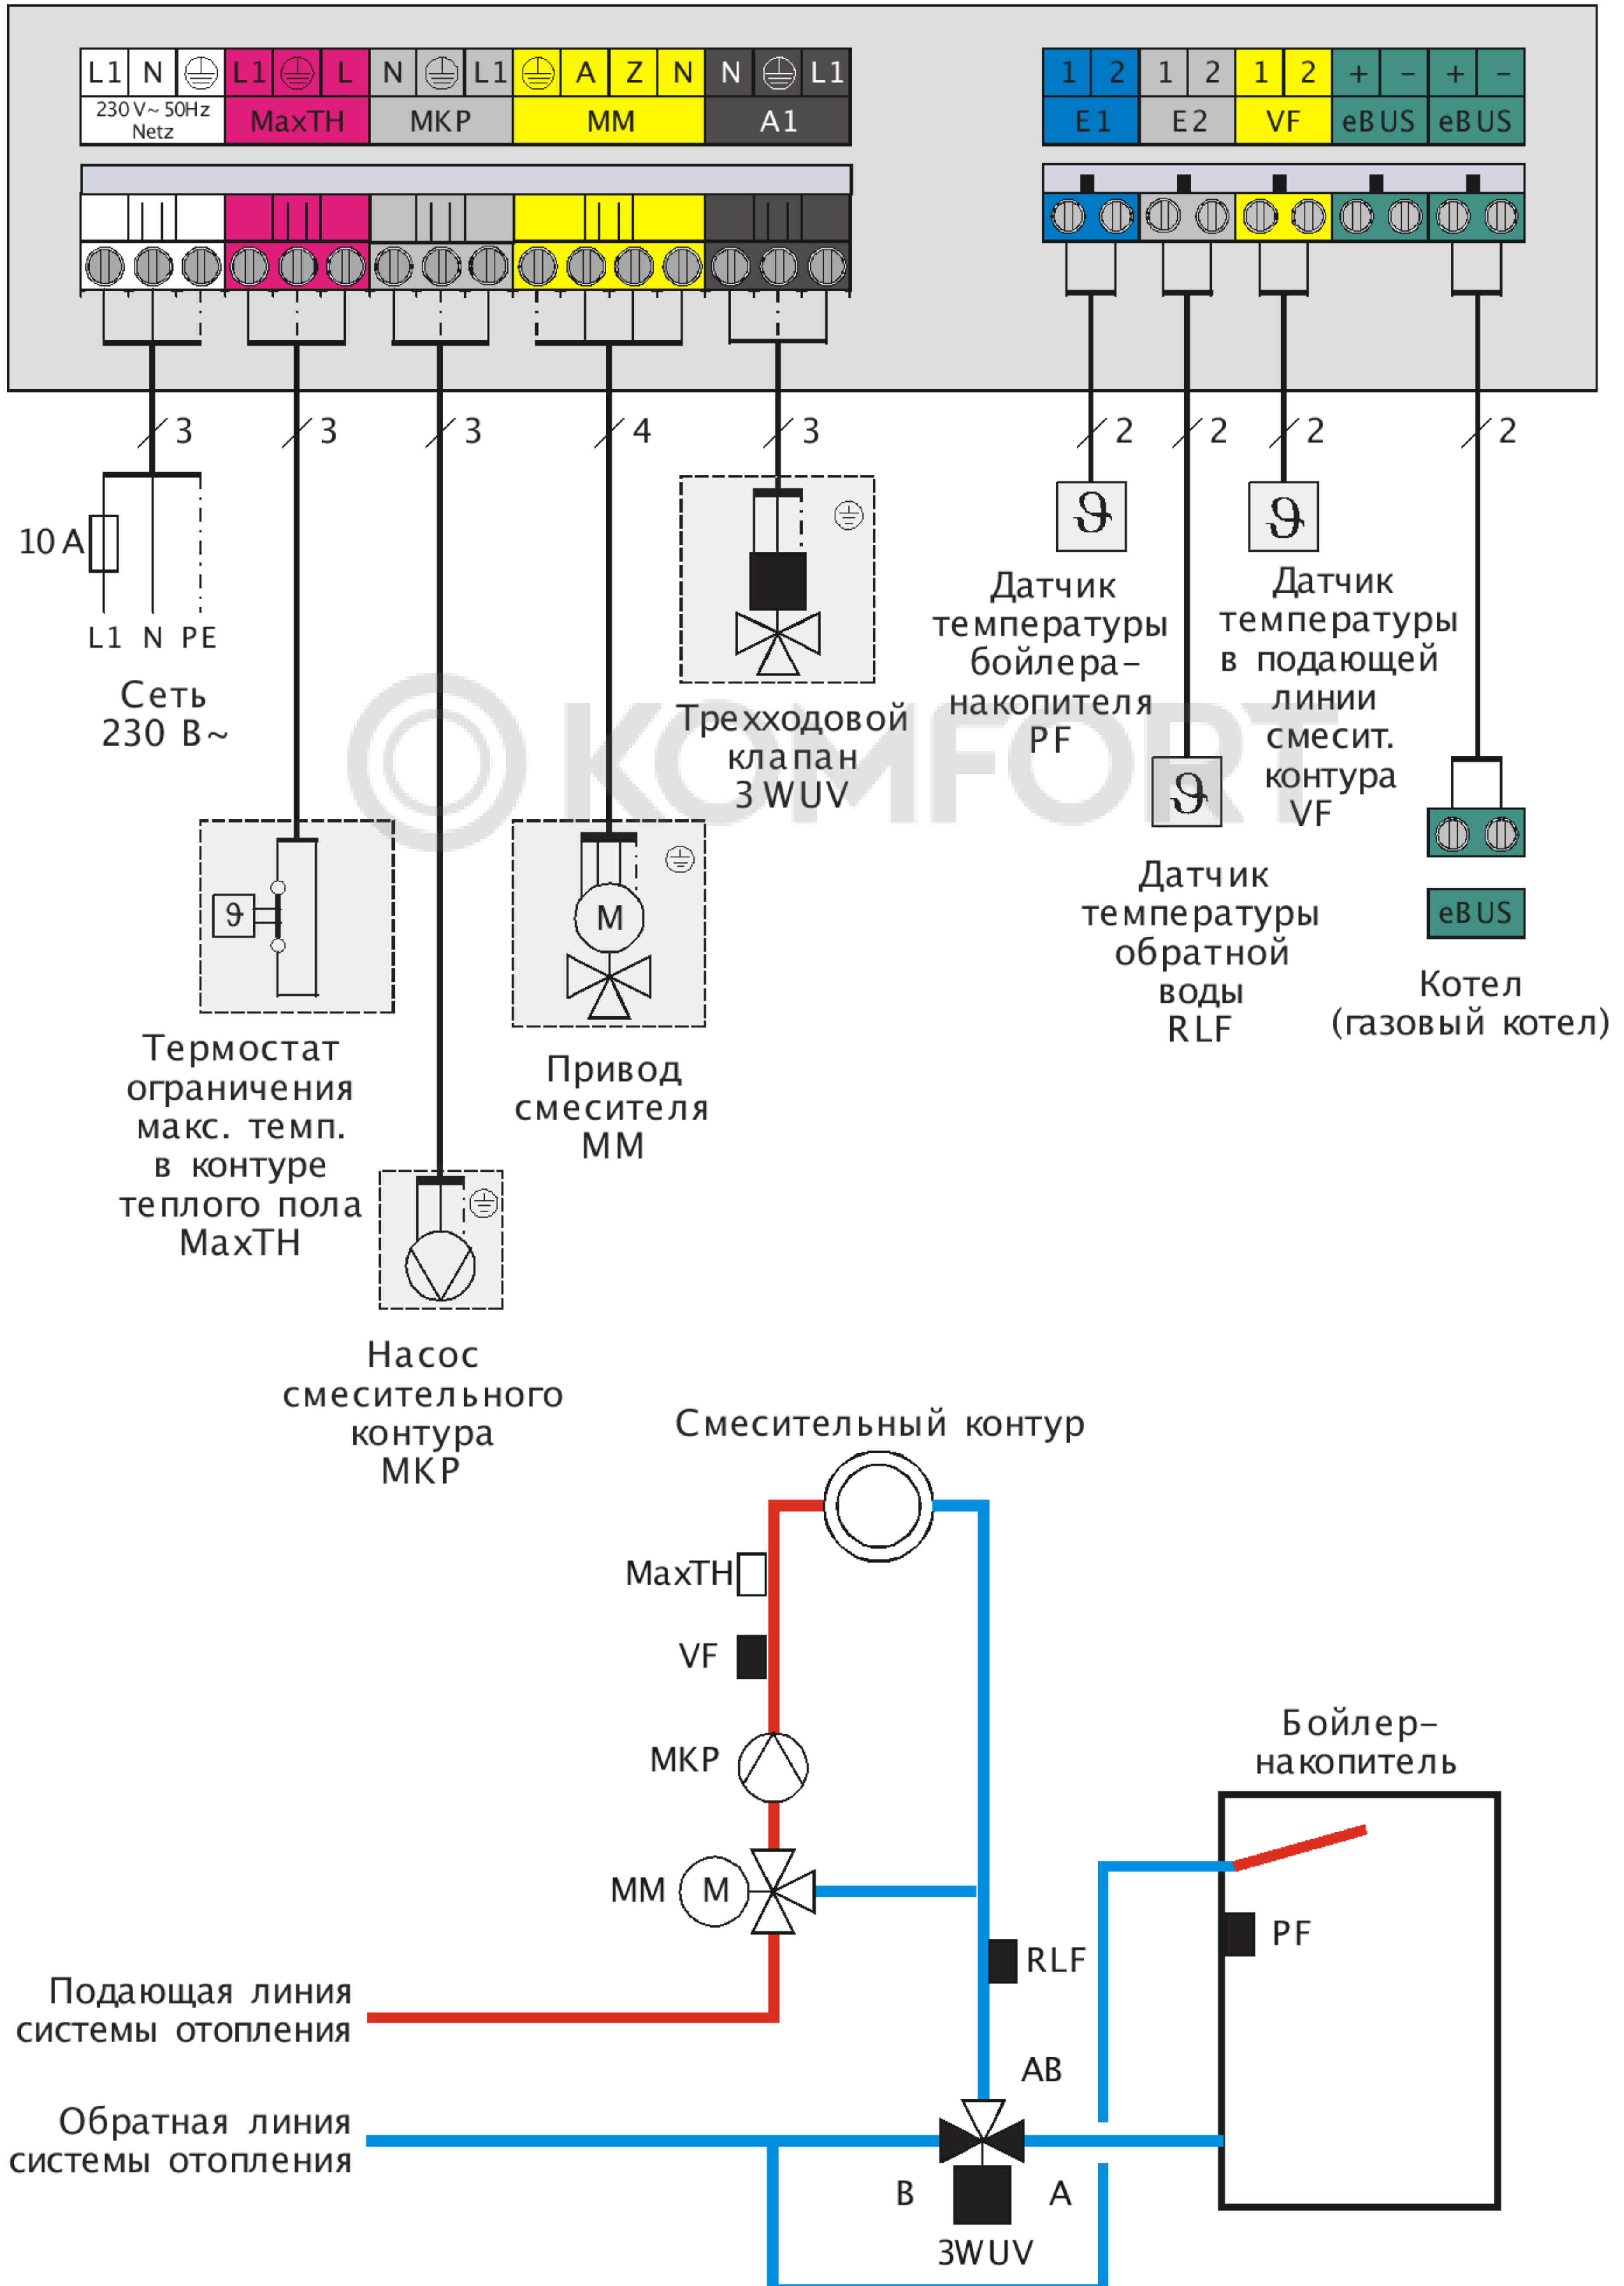 L1 N L1 L N L1 A Z N N L1
1 2 1 2 1 2 + - + -
230 V~ 50Hz
Netz
MaxTH
MKP
MM
A1
E1
E2
VF
eBUS
eBUS
3
3
3
4
3
2
2
2
2
10 A
L1 N PE
Сеть
230 В~
Трехходовой
клапан
3 WUV
ϑ
Датчик
температуры
бойлера-
накопителя
PF
ϑ
Датчик
температуры
в подающей
линии
смесит.
контура
VF
KOMFORT
ϑ
Датчик
температуры
обратной
воды
RLF
eBUS
Котел
(газовый котел)
ϑ
Термостат
ограничения
макс. темп.
в контуре
теплого пола
MaxTH
M
Привод
смесителя
MM
Насос
смесительного
контура
MKP
Смесительный контур
MaxTH
VF
MKP
MM
M
Бойлер-
накопитель
PF
RLF
Подающая линия
системы отопления
AB
Обратная линия
системы отопления
B
A
3WUV